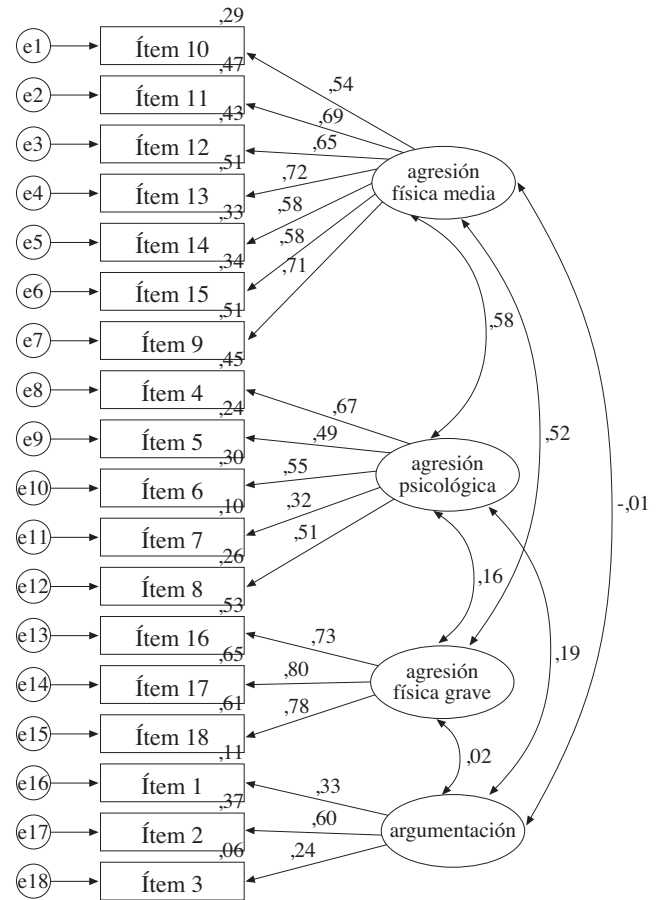 ,29
e1 Ítem 10
,54
,47
e2 Ítem 11
,69
,43
e3 Ítem 12
,65
,51
e4 Ítem 13
,72
agresión
física media
,33
e5 Ítem 14
,58
,34
e6 Ítem 15
,58
,51
e7 Ítem 9
,71
,58
,45
e8 Ítem 4
,67
,24
e9 Ítem 5
,49
,52
,30
e10 Ítem 6
,55
agresión
psicológica
,10
e11 Ítem 7
,32
-,01
,26
e12 Ítem 8
,51
,16
,53
e13 Ítem 16
,73
,19
,65
e14 Ítem 17
,80
agresión
física grave
,61
e15 Ítem 18
,78
,02
,11
e16 Ítem 1
,33
,37
e17 Ítem 2
,60
argumentación
,06
e18 Ítem 3
,24